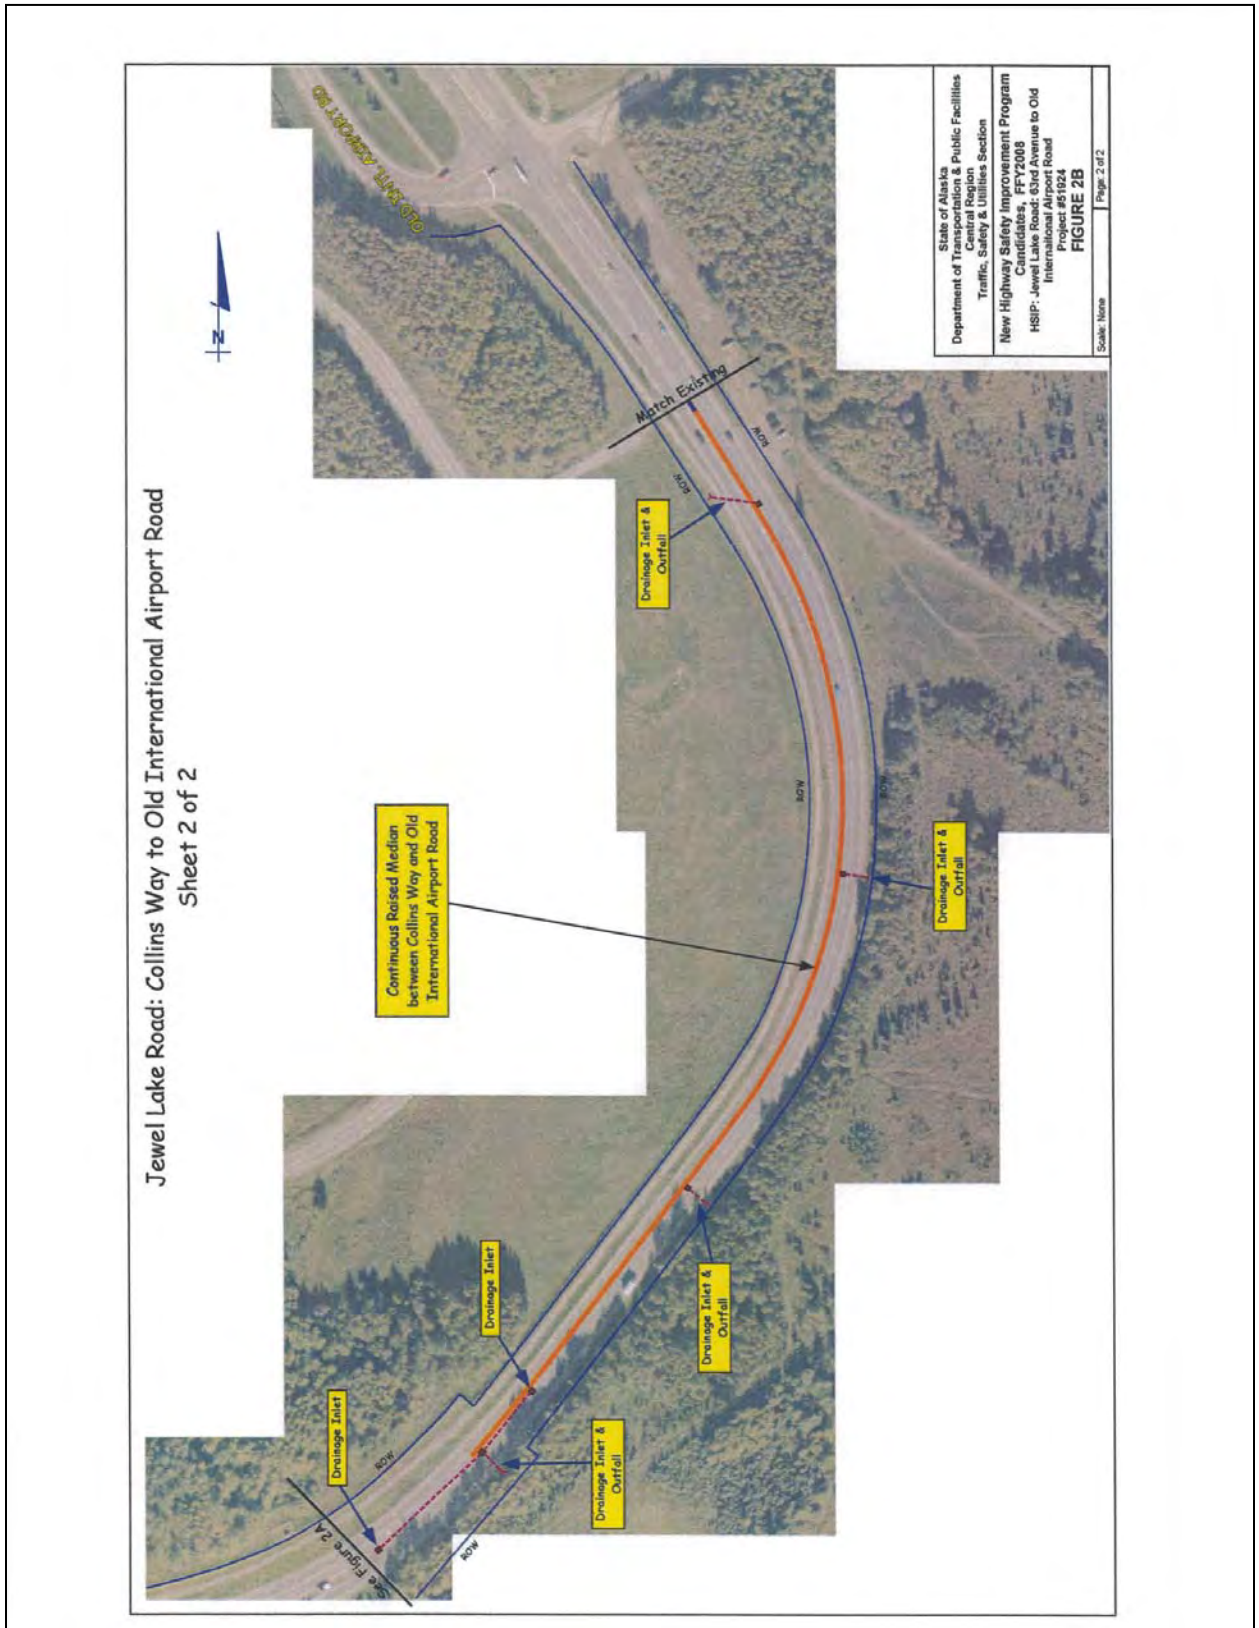 Jewel Lake Road: Collins Way to Old International Airport Road
Sheet 2 of 2
OLD INTL AIRPORT RD
N
Match Existing
ROW
ROW
Drainage Inlet &
Outfall
Continuous Raised Median
between Collins Way and Old
International Airport Road
ROW
ROW
Drainage Inlet &
Outfall
Drainage Inlet
Drainage Inlet &
Outfall
Drainage Inlet
Drainage Inlet &
Outfall
ROW
ROW
See Figure 2A
State of Alaska
Department of Transportation & Public Facilities
Central Region
Traffic, Safety & Utilities Section
New Highway Safety Improvement Program
Candidates, FFY2008
HSIP: Jewel Lake Road: 63rd Avenue to Old
International Airport Road
Project #51924
FIGURE 2B
Scale: None
Page: 2 of 2